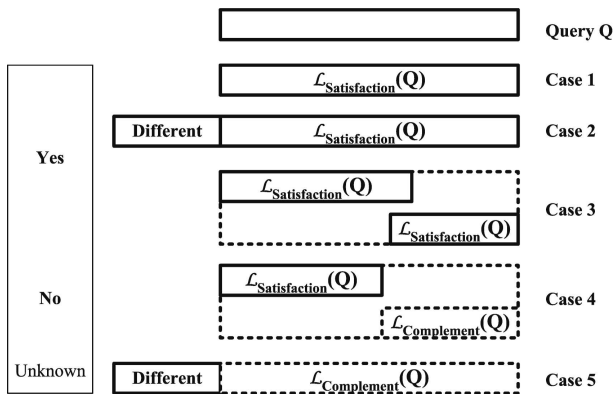 Query Q
ℒSatisfaction(Q) Case 1
Different ℒSatisfaction(Q) Case 2
Yes
ℒSatisfaction(Q)
Case 3
ℒSatisfaction(Q)
ℒSatisfaction(Q)
No
Case 4
ℒComplement(Q)
Unknown
Different ℒComplement(Q) Case 5